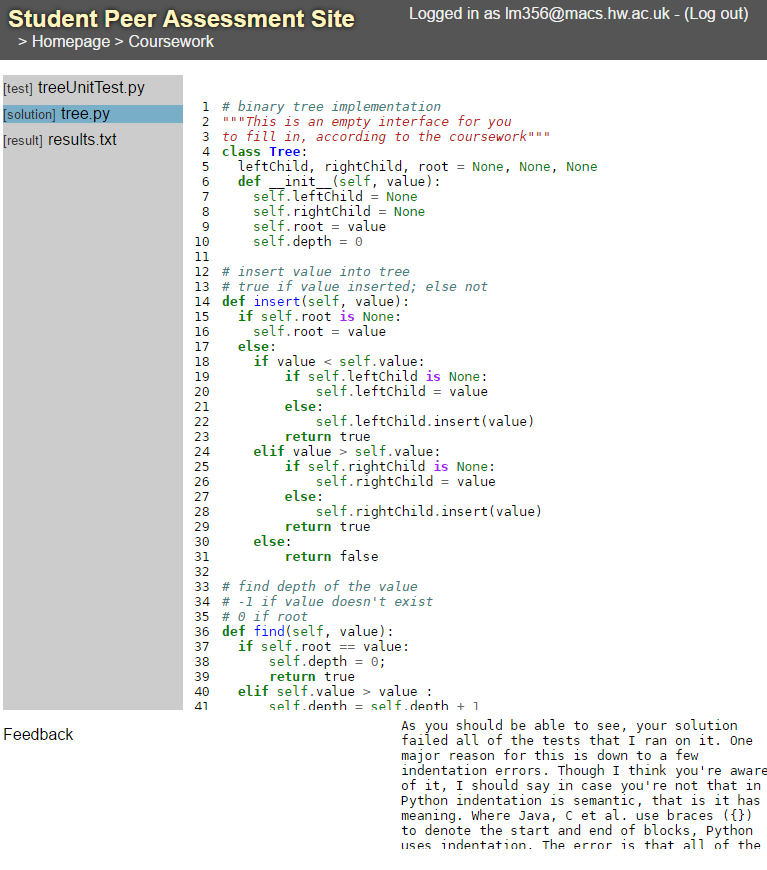 Student Peer Assessment Site
Logged in as lm356@macs.hw.ac.uk - (Log out)
> Homepage > Coursework
[test] treeUnitTest.py
[solution] tree.py
[result] results.txt
1 # binary tree implementation
2 """This is an empty interface for you
3 to fill in, according to the coursework"""
4 class Tree:
5   leftChild, rightChild, root = None, None, None
6   def __init__(self, value):
7     self.leftChild = None
8     self.rightChild = None
9     self.root = value
10     self.depth = 0
11
12 # insert value into tree
13 # true if value inserted; else not
14 def insert(self, value):
15   if self.root is None:
16     self.root = value
17   else:
18     if value < self.value:
19         if self.leftChild is None:
20             self.leftChild = value
21         else:
22             self.leftChild.insert(value)
23         return true
24     elif value > self.value:
25         if self.rightChild is None:
26             self.rightChild = value
27         else:
28             self.rightChild.insert(value)
29         return true
30     else:
31         return false
32
33 # find depth of the value
34 # -1 if value doesn't exist
35 # 0 if root
36 def find(self, value):
37   if self.root == value:
38       self.depth = 0;
39       return true
40   elif self.value > value :
41       self.depth = self.depth + 1
Feedback
As you should be able to see, your solution
failed all of the tests that I ran on it. One
major reason for this is down to a few
indentation errors. Though I think you're aware
of it, I should say in case you're not that in
Python indentation is semantic, that is it has
meaning. Where Java, C et al. use braces ({})
to denote the start and end of blocks, Python
uses indentation. The error is that all of the